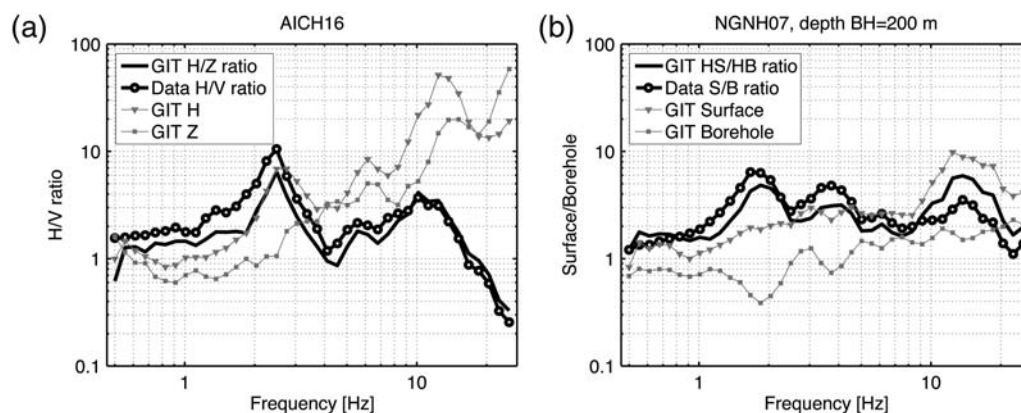 (a)
AICH16
100
10
1
0.1
H/V ratio
GIT H/Z ratio
Data H/V ratio
GIT H
GIT Z
1
10
Frequency [Hz]
(b)
NGNH07, depth BH=200 m
100
10
1
0.1
Surface/Borehole
GIT HS/HB ratio
Data S/B ratio
GIT Surface
GIT Borehole
1
10
Frequency [Hz]